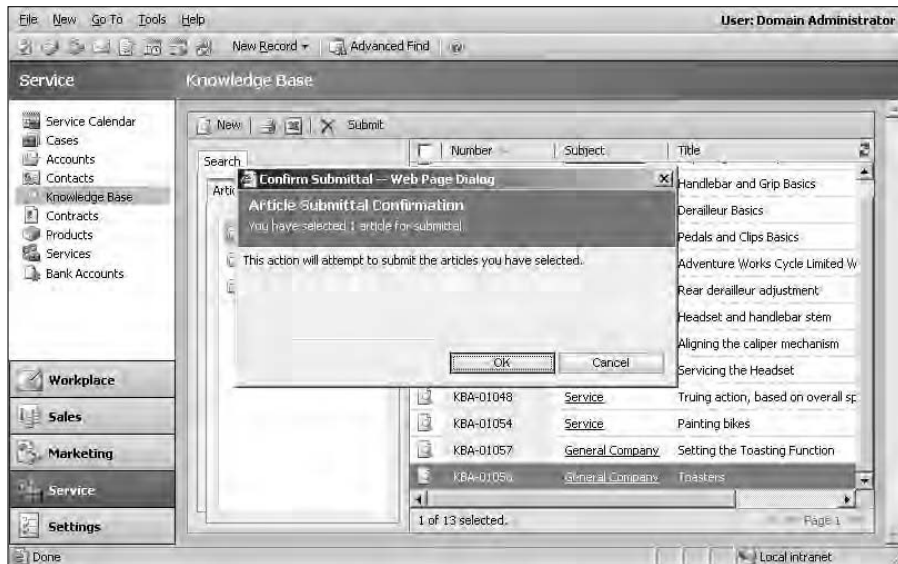 File New Go To Tools Help
User: Domain Administrator
New Record
Advanced Find
Service
Knowledge Base
Service Calendar
Cases
Accounts
Contacts
Knowledge Base
Contracts
Products
Services
Bank Accounts
Workplace
Sales
Marketing
Service
Settings
New
Submit
Search
Artic
Number
Subject
Title
Handlebar and Grip Basics
Derailleur Basics
Pedals and Clips Basics
Adventure Works Cycle Limited W
Rear derailleur adjustment
Headset and handlebar stem
Aligning the caliper mechanism
Servicing the Headset
KBA-01048 Service Truing action, based on overall sp
KBA-01054 Service Painting bikes
KBA-01057 General Company Setting the Toasting Function
General Company Toasters
1 of 13 selected.
Page 1
Confirm Submittal -- Web Page Dialog
Article Submittal Confirmation
You have selected 1 article for submittal.
This action will attempt to submit the articles you have selected.
OK
Cancel
Done
Local intranet